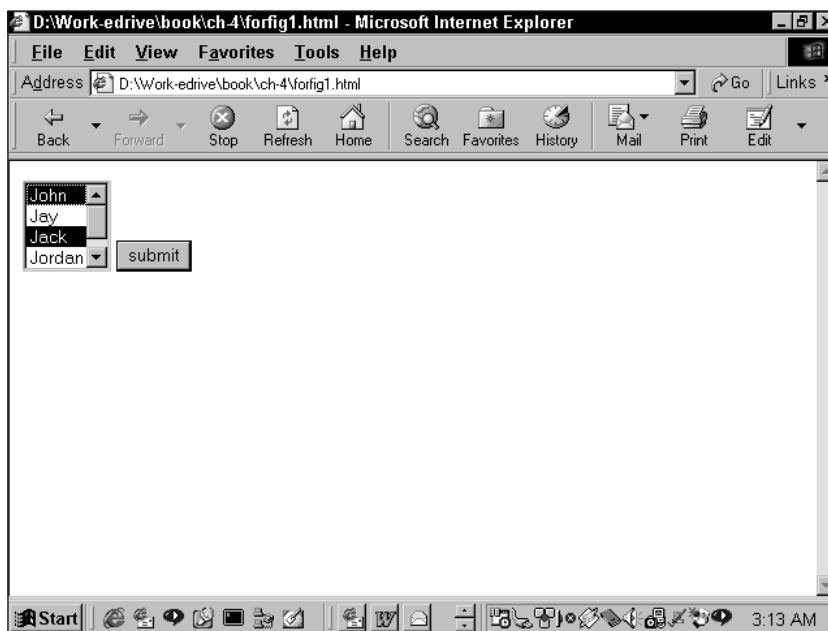 D:\Work-edrive\book\ch-4\forfig1.html - Microsoft Internet Explorer
File Edit View Favorites Tools Help
Address D:\Work-edrive\book\ch-4\forfig1.html Go Links
Back Forward Stop Refresh Home Search Favorites History Mail Print Edit
John
Jay
Jack
Jordan
submit
Start 3:13 AM